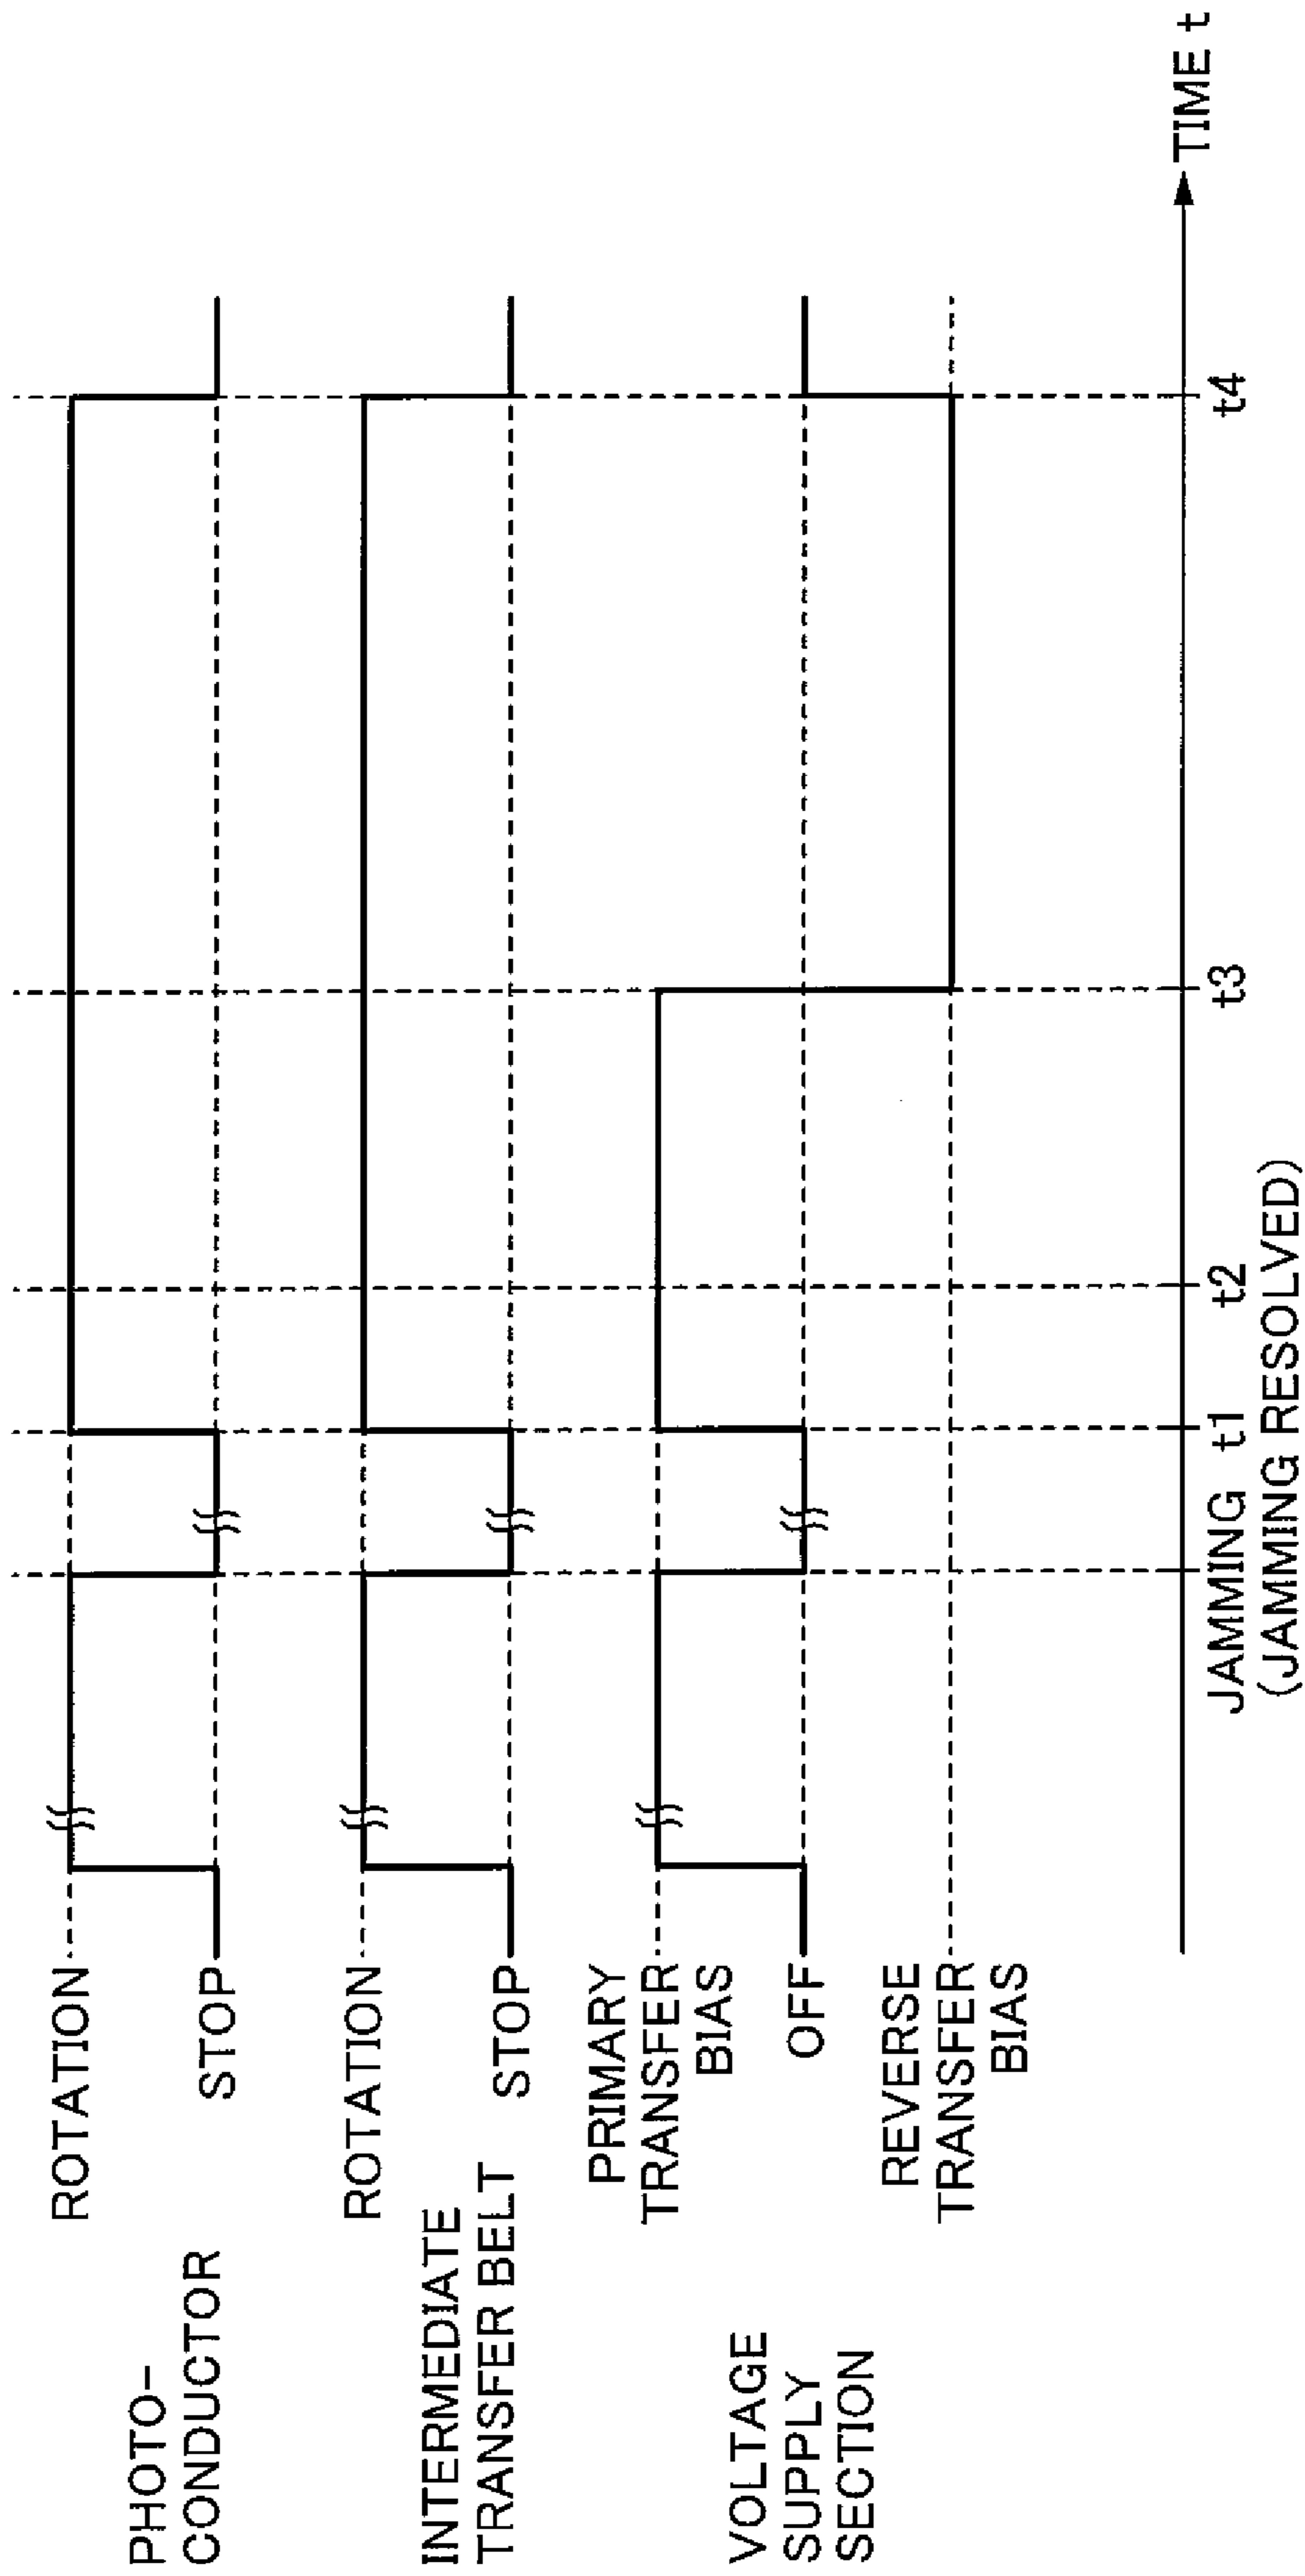 PHOTO-
CONDUCTOR
ROTATION
STOP
INTERMEDIATE
TRANSFER BELT
ROTATION
STOP
VOLTAGE
SUPPLY
SECTION
PRIMARY
TRANSFER
BIAS
OFF
REVERSE
TRANSFER
BIAS
JAMMING t1 t2 t3 t4
(JAMMING RESOLVED)
TIME t